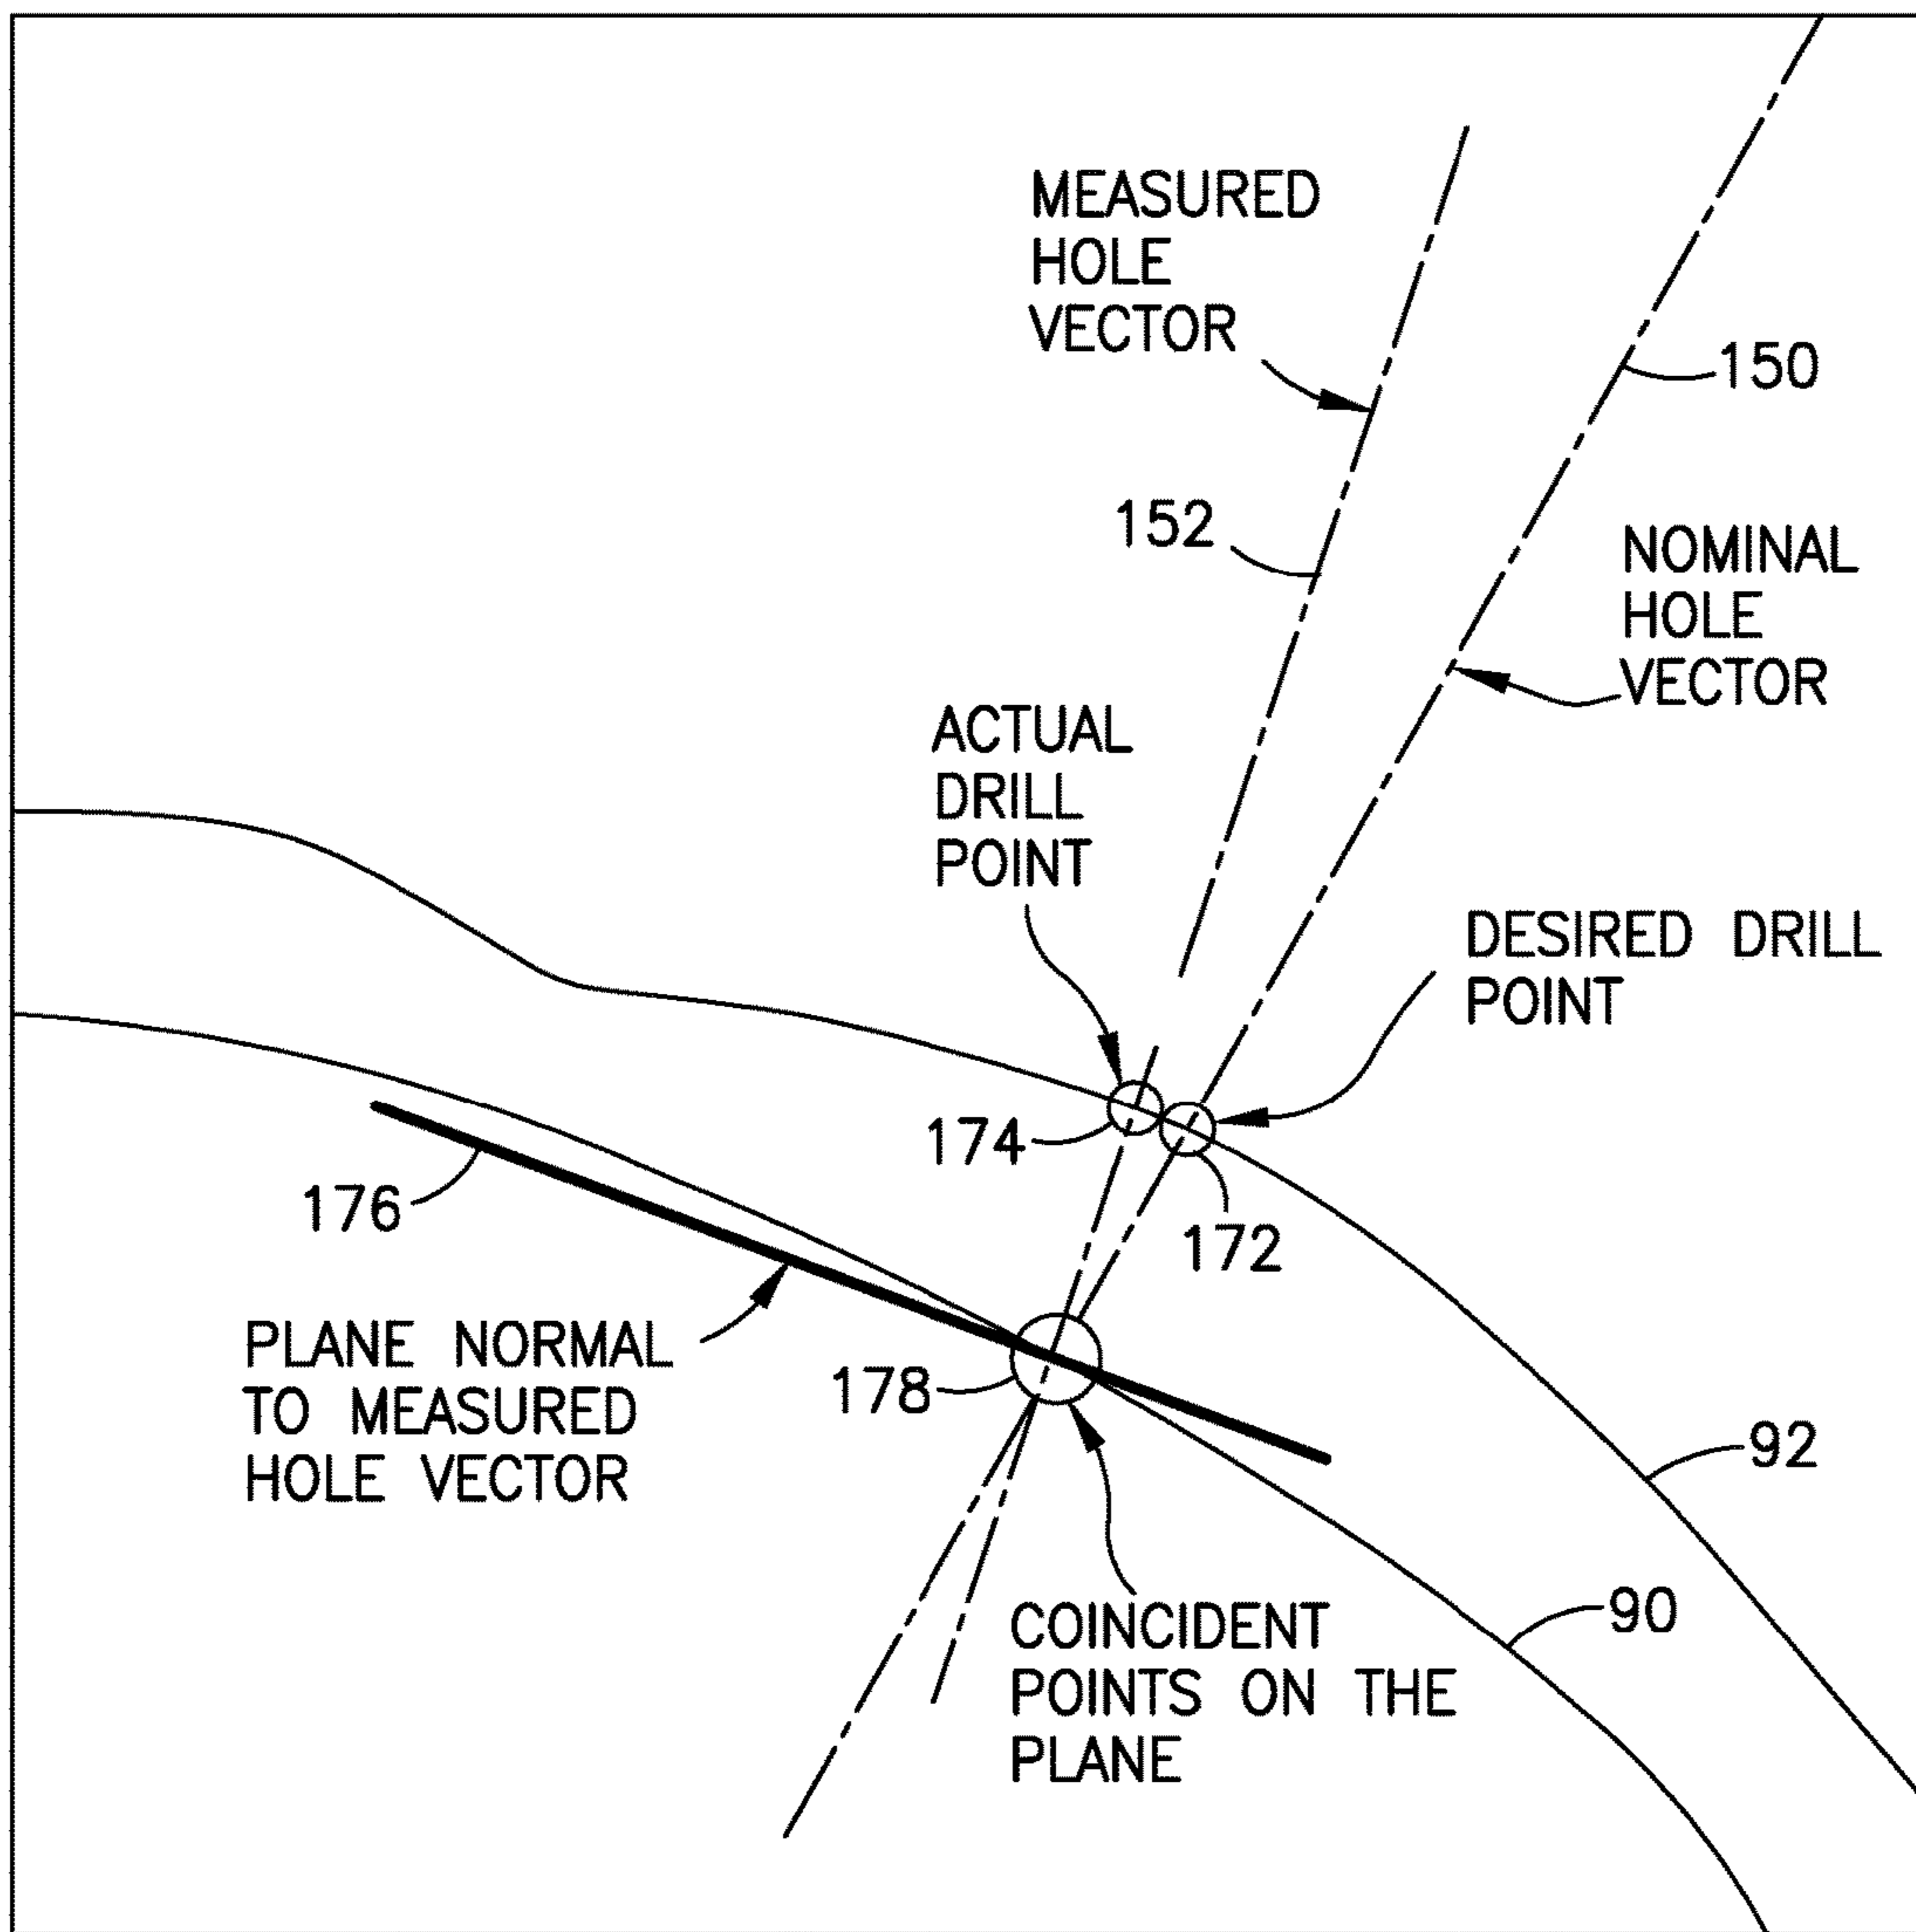 MEASURED
HOLE
VECTOR
150
152
NOMINAL
HOLE
VECTOR
ACTUAL
DRILL
POINT
DESIRED DRILL
POINT
174
176
172
PLANE NORMAL
TO MEASURED
HOLE VECTOR
178
92
90
COINCIDENT
POINTS ON THE
PLANE